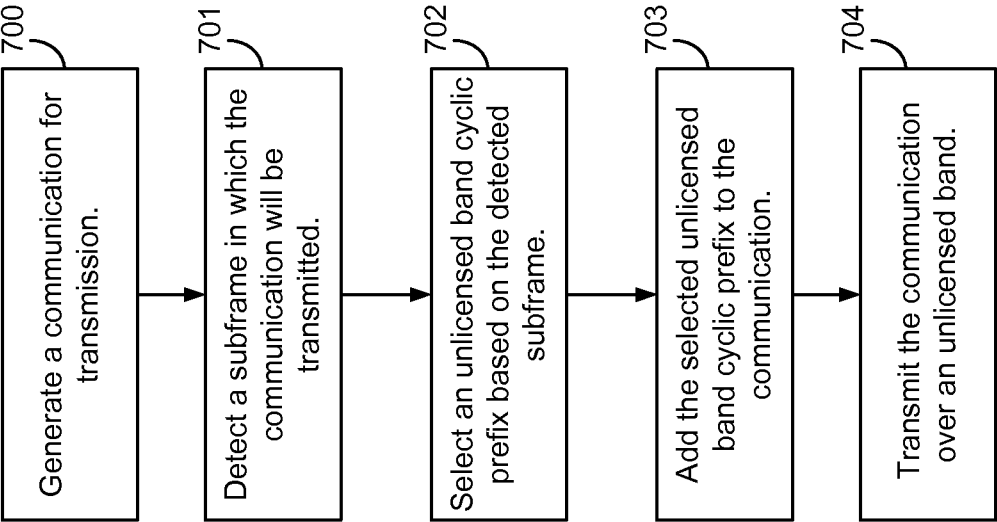 700
Generate a communication for
transmission.
701
Detect a subframe in which the
communication will be
transmitted.
702
Select an unlicensed band cyclic
prefix based on the detected
subframe.
703
Add the selected unlicensed
band cyclic prefix to the
communication.
704
Transmit the communication
over an unlicensed band.